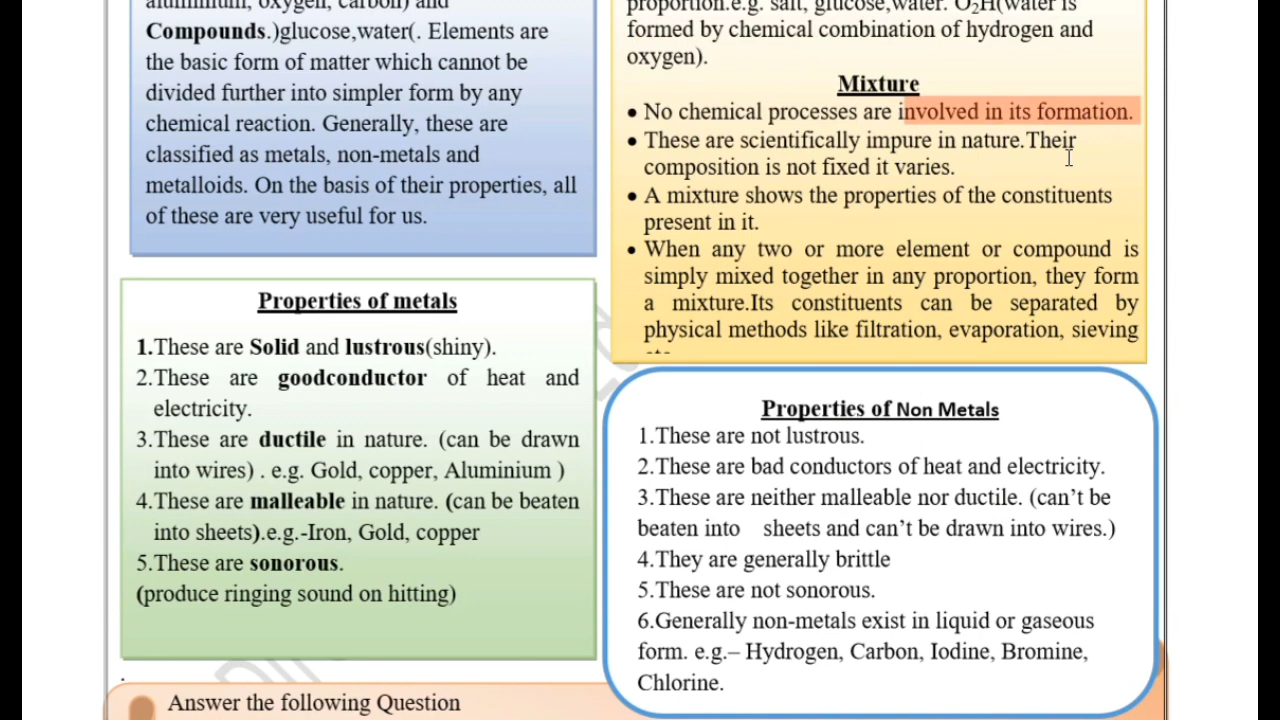 aluminium, oxygen, carbon) and
Compounds.)glucose,water(. Elements are
the basic form of matter which cannot be
divided further into simpler form by any
chemical reaction. Generally, these are
classified as metals, non-metals and
metalloids. On the basis of their properties, all
of these are very useful for us.
Properties of metals
1.These are Solid and lustrous(shiny).
2.These are goodconductor of heat and
electricity.
3.These are ductile in nature. (can be drawn
into wires) . e.g. Gold, copper, Aluminium )
4.These are malleable in nature. (can be beaten
into sheets).e.g.-Iron, Gold, copper
5.These are sonorous.
(produce ringing sound on hitting)
proportion.e.g. salt, glucose,water. O₂H(water is
formed by chemical combination of hydrogen and
oxygen).
Mixture
• No chemical processes are involved in its formation.
• These are scientifically impure in nature.Their
composition is not fixed it varies.
• A mixture shows the properties of the constituents
present in it.
• When any two or more element or compound is
simply mixed together in any proportion, they form
a mixture.Its constituents can be separated by
physical methods like filtration, evaporation, sieving
Properties of Non Metals
1.These are not lustrous.
2.These are bad conductors of heat and electricity.
3.These are neither malleable nor ductile. (can’t be
beaten into sheets and can’t be drawn into wires.)
4.They are generally brittle
5.These are not sonorous.
6.Generally non-metals exist in liquid or gaseous
form. e.g.– Hydrogen, Carbon, Iodine, Bromine,
Chlorine.
.
Answer the following Question